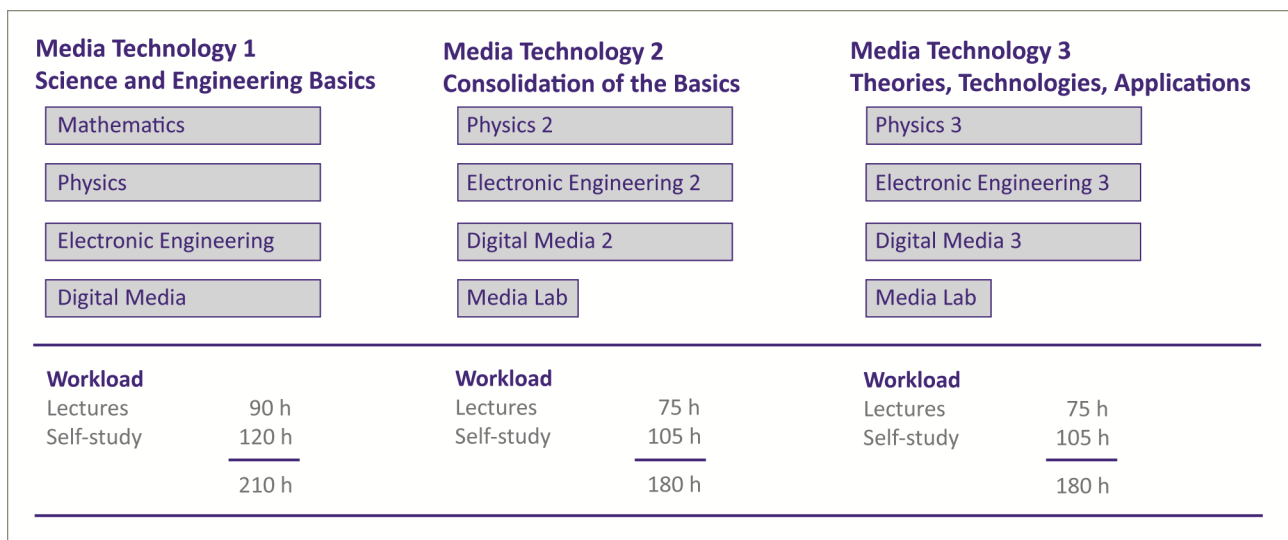 Media Technology 1
Science and Engineering Basics
Mathematics
Physics
Electronic Engineering
Digital Media
Media Technology 2
Consolidation of the Basics
Physics 2
Electronic Engineering 2
Digital Media 2
Media Lab
Media Technology 3
Theories, Technologies, Applications
Physics 3
Electronic Engineering 3
Digital Media 3
Media Lab
Workload
Lectures 90 h
Self-study 120 h
210 h
Workload
Lectures 75 h
Self-study 105 h
180 h
Workload
Lectures 75 h
Self-study 105 h
180 h